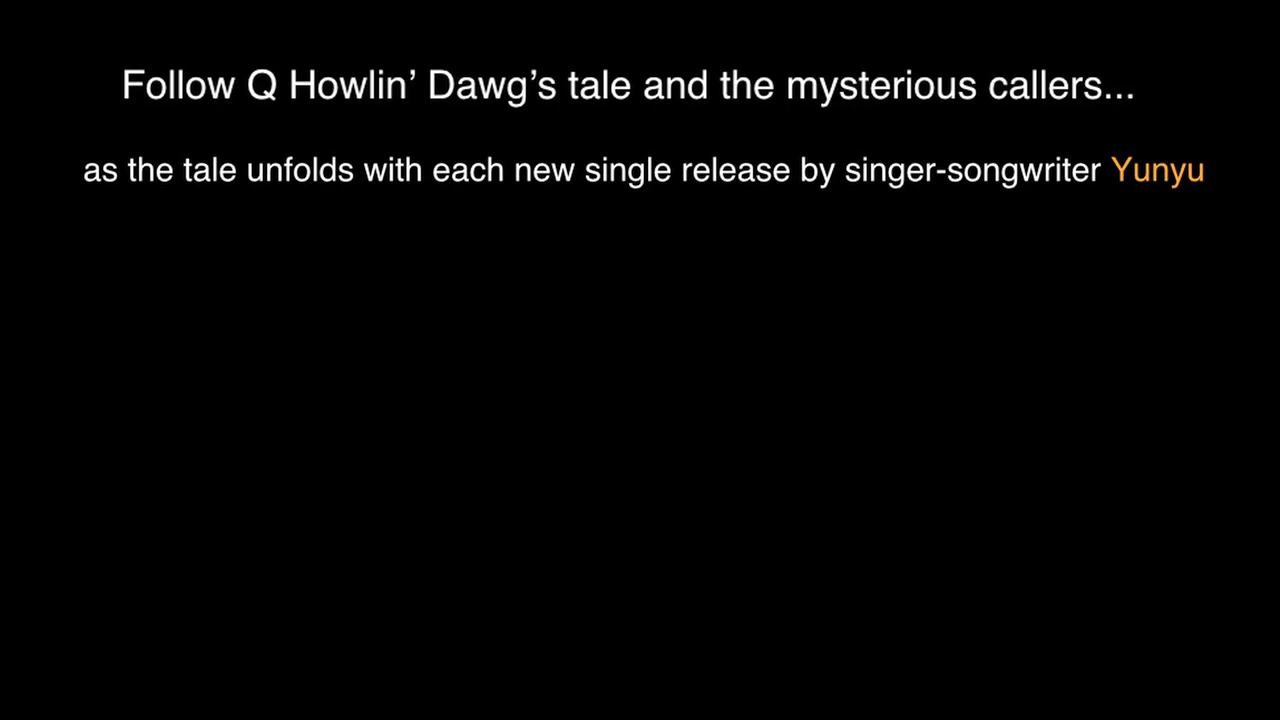 Follow Q Howlin’ Dawg’s tale and the mysterious callers...
as the tale unfolds with each new single release by singer-songwriter Yunyu